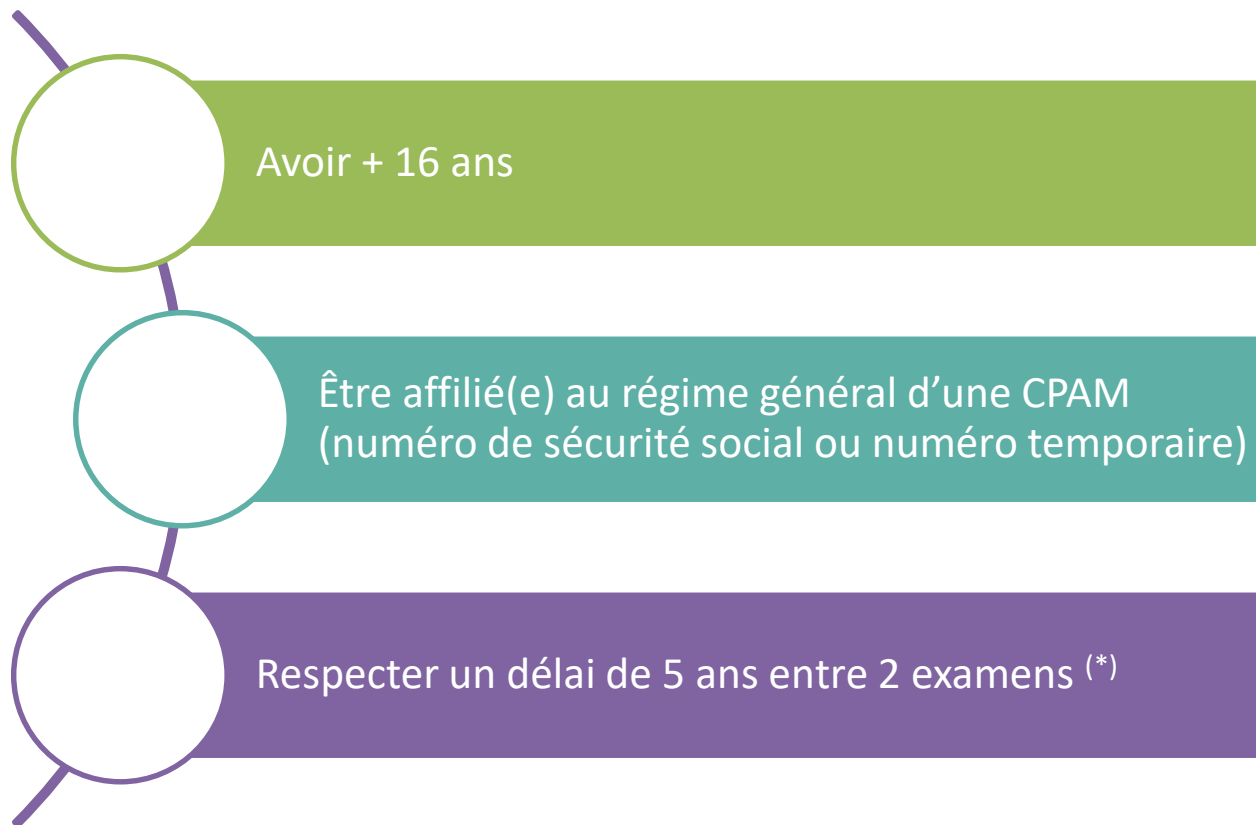 Avoir + 16 ans
Être affilié(e) au régime général d’une CPAM
(numéro de sécurité social ou numéro temporaire)
Respecter un délai de 5 ans entre 2 examens (*)